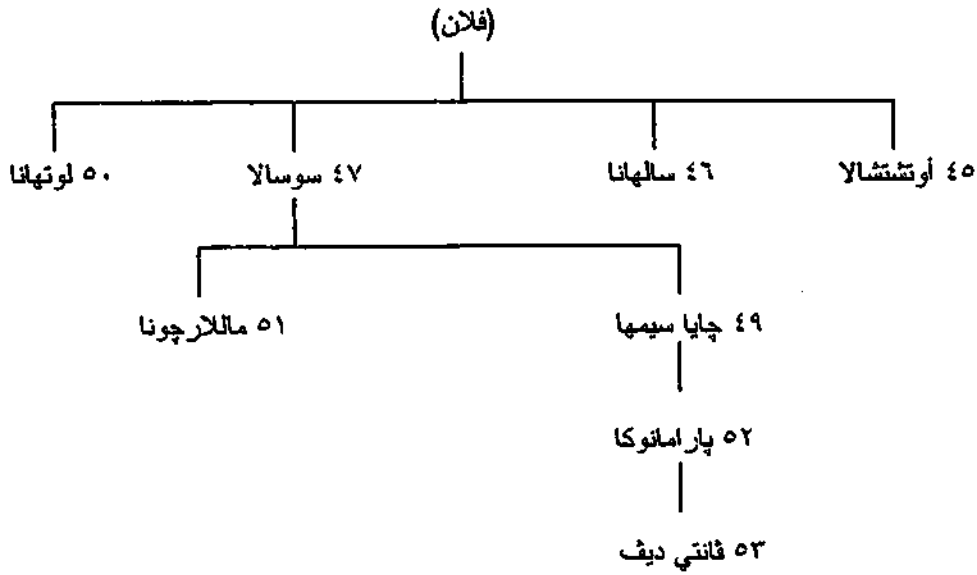 (فلان)
٤٥ أوتشتشالا ٤٦ سالهانا ٤٧ سوسالا ٥٠ لوتهانا
٤٩ چايا سيمها ٥١ ماللارچونا
٥٢ پارامانوكا
٥٣ ڤانتي ديڤ